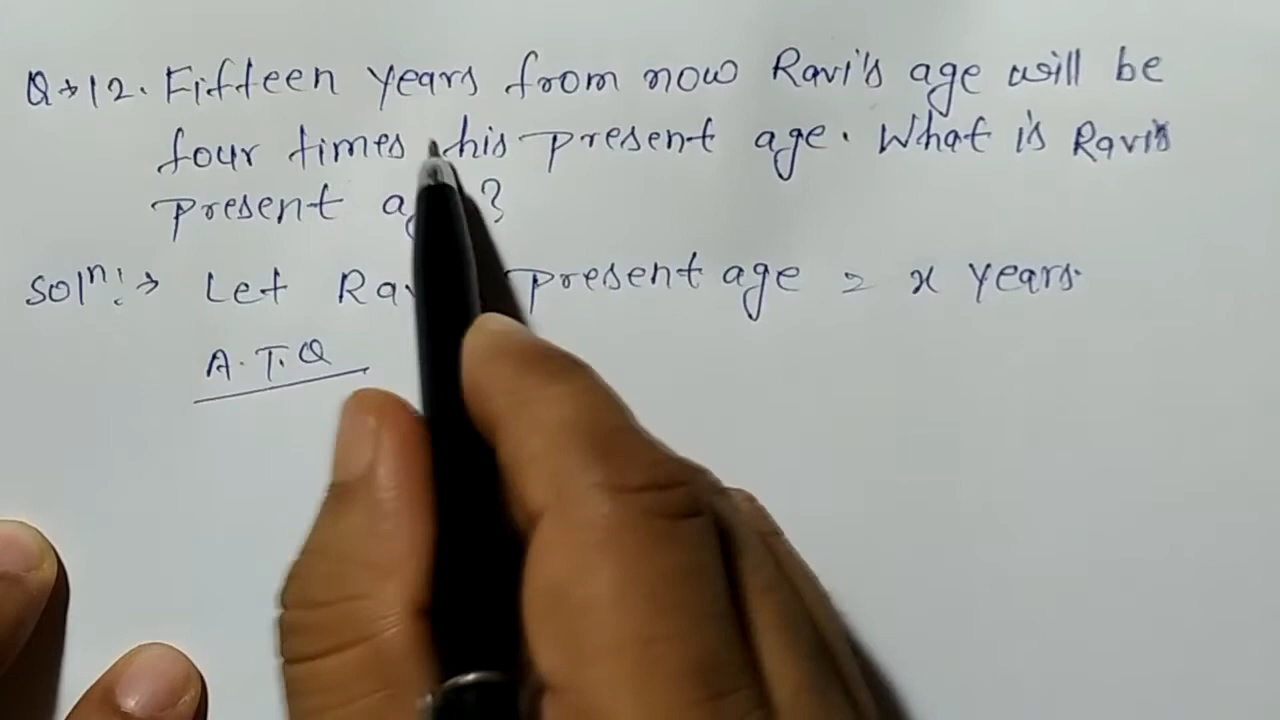 Q→12. Fifteen years from now Ravi's age will be
four times his present age. What is Ravi's
present ?
Solⁿ:→ Let present age = x years.
A.T.Q